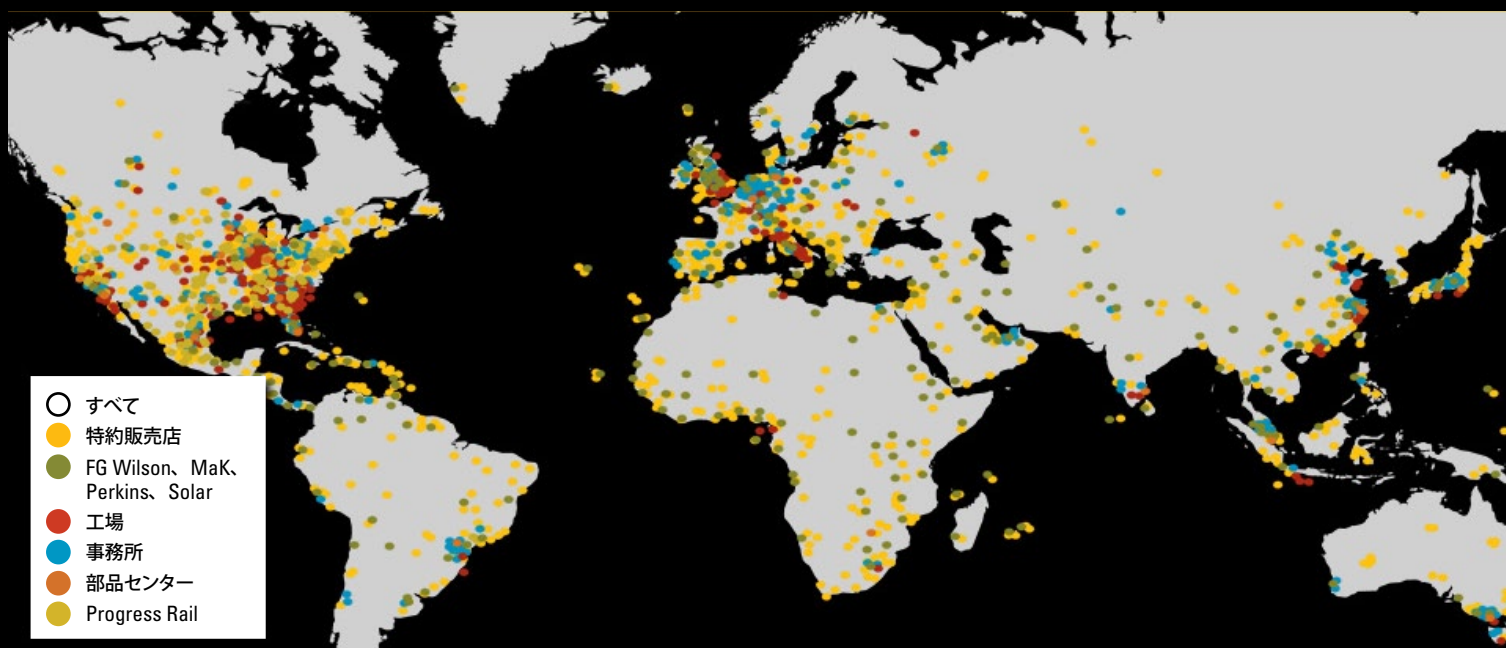 すべて
特約販売店
FG Wilson、MaK、
Perkins、Solar
工場
事務所
部品センター
Progress Rail